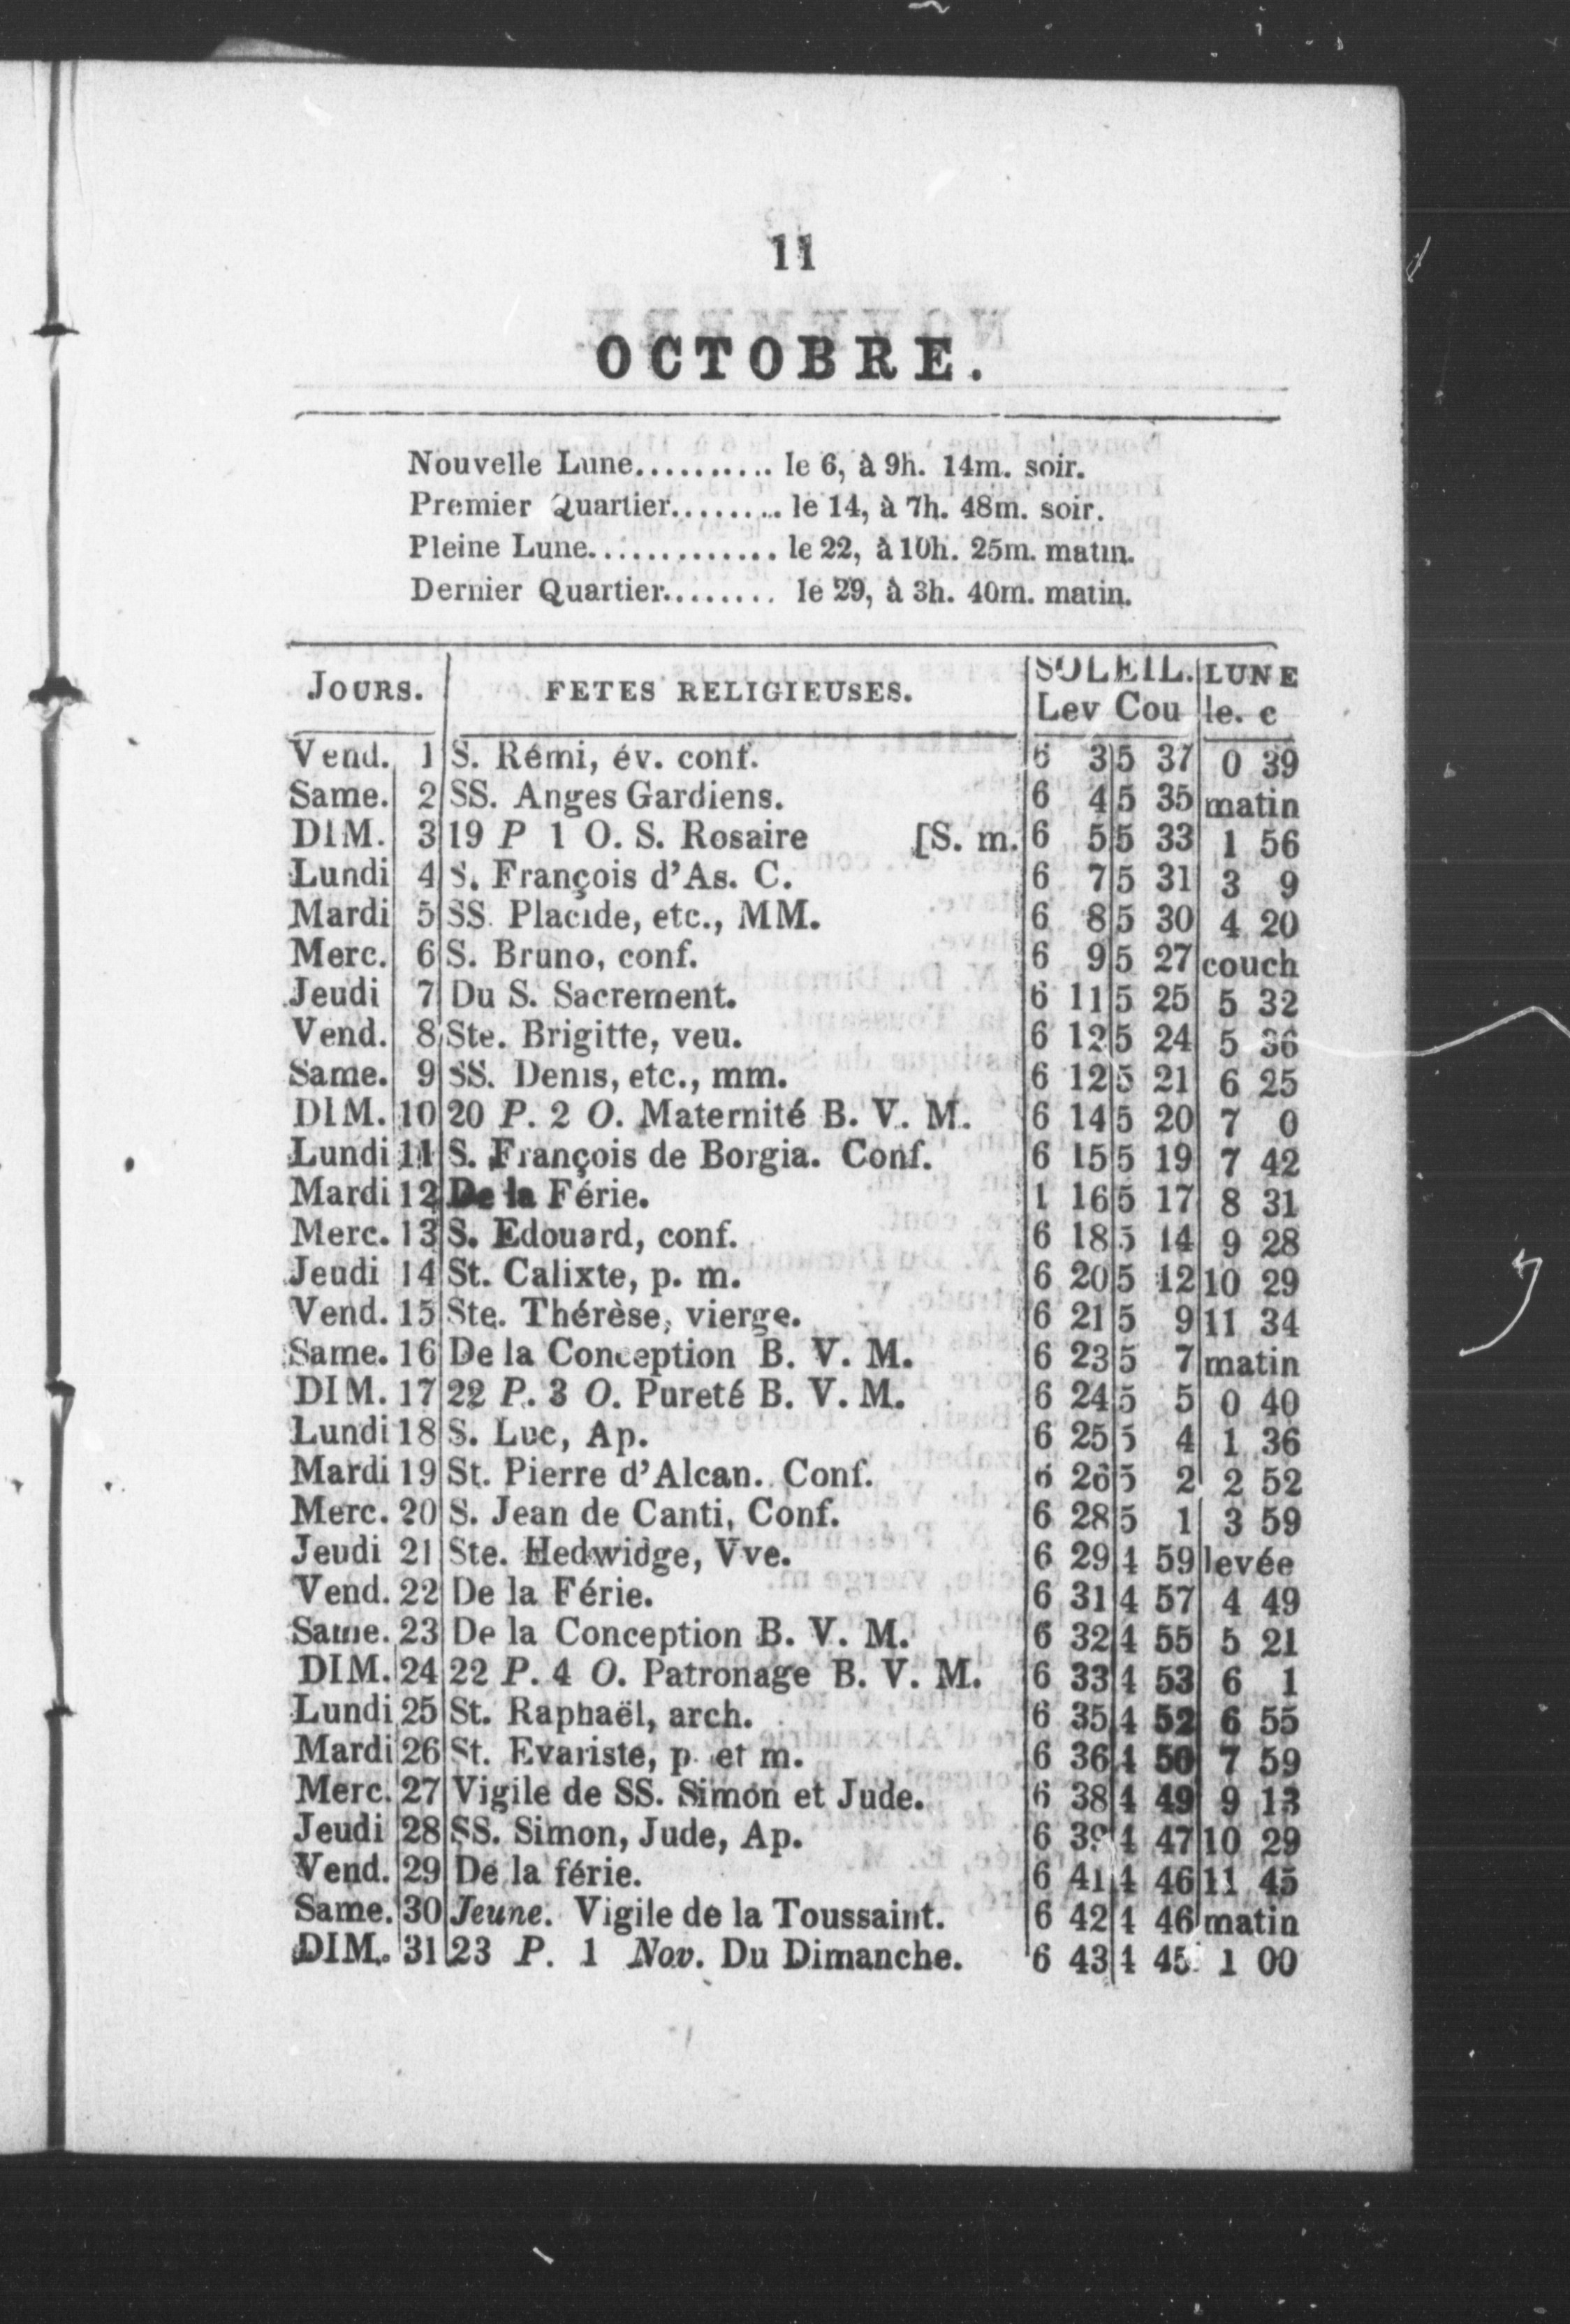 11
OCTOBRE.
Nouvelle Lune.......... le 6, à 9h. 14m. soir.
Premier Quartier........ le 14, à 7h. 48m. soir.
Pleine Lune............. le 22, à 10h. 25m. matin.
Dernier Quartier........ le 29, à 3h. 40m. matin.
JOURS. FETES RELIGIEUSES. SOLEIL. LUNE
Lev Cou le. c
Vend. 1 S. Rémi, év. conf. 6 3 5 37 0 39
Same. 2 SS. Anges Gardiens. 6 4 5 35 matin
DIM. 3 19 P 1 O. S. Rosaire [S. m. 6 5 5 33 1 56
Lundi 4 S. François d'As. C. 6 7 5 31 3 9
Mardi 5 SS. Placide, etc., MM. 6 8 5 30 4 20
Merc. 6 S. Bruno, conf. 6 9 5 27 couch
Jeudi 7 Du S. Sacrement. 6 11 5 25 5 32
Vend. 8 Ste. Brigitte, veu. 6 12 5 24 5 36
Same. 9 SS. Denis, etc., mm. 6 12 5 21 6 25
DIM. 10 20 P. 2 O. Maternité B. V. M. 6 14 5 20 7 0
Lundi 11 S. François de Borgia. Conf. 6 15 5 19 7 42
Mardi 12 De la Férie. 1 16 5 17 8 31
Merc. 13 S. Edouard, conf. 6 18 5 14 9 28
Jeudi 14 St. Calixte, p. m. 6 20 5 12 10 29
Vend. 15 Ste. Thérèse, vierge. 6 21 5 9 11 34
Same. 16 De la Conception B. V. M. 6 23 5 7 matin
DIM. 17 22 P. 3 O. Pureté B. V. M. 6 24 5 5 0 40
Lundi 18 S. Luc, Ap. 6 25 5 4 1 36
Mardi 19 St. Pierre d'Alcan. Conf. 6 26 5 2 2 52
Merc. 20 S. Jean de Canti, Conf. 6 28 5 1 3 59
Jeudi 21 Ste. Hedwidge, Vve. 6 29 4 59 levée
Vend. 22 De la Férie. 6 31 4 57 4 49
Same. 23 De la Conception B. V. M. 6 32 4 55 5 21
DIM. 24 22 P. 4 O. Patronage B. V. M. 6 33 4 53 6 1
Lundi 25 St. Raphaël, arch. 6 35 4 52 6 55
Mardi 26 St. Evariste, p. et m. 6 36 4 50 7 59
Merc. 27 Vigile de SS. Simon et Jude. 6 38 4 49 9 13
Jeudi 28 SS. Simon, Jude, Ap. 6 39 4 47 10 29
Vend. 29 De la férie. 6 41 4 46 11 45
Same. 30 Jeune. Vigile de la Toussaint. 6 42 4 46 matin
DIM. 31 23 P. 1 Nov. Du Dimanche. 6 43 4 45 1 00